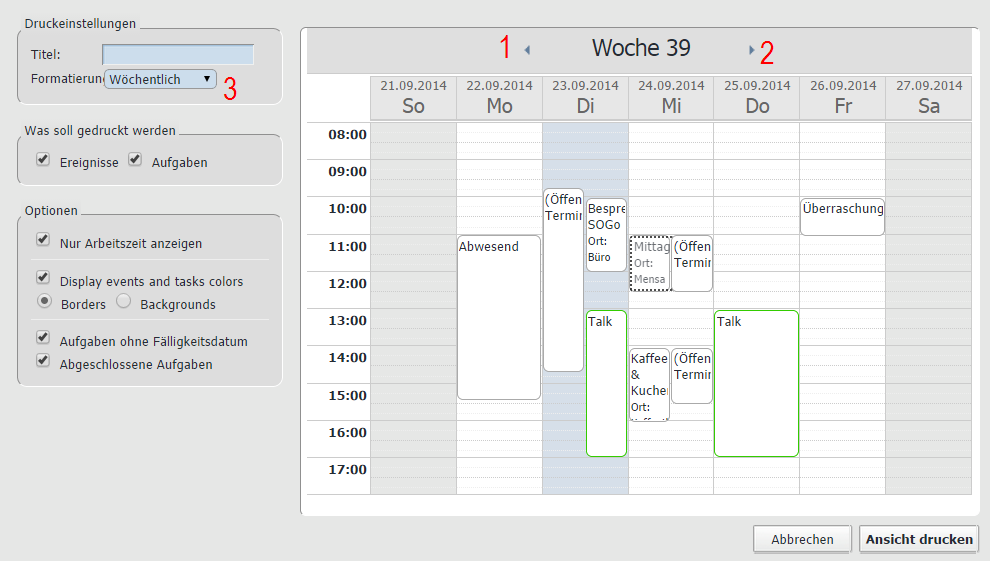 Druckeinstellungen
Titel:
Formatierun Wöchentlich
3
Was soll gedruckt werden
Ereignisse Aufgaben
Optionen
Nur Arbeitszeit anzeigen
Display events and tasks colors
Borders Backgrounds
Aufgaben ohne Fälligkeitsdatum
Abgeschlossene Aufgaben
1 Woche 39 2
21.09.2014 22.09.2014 23.09.2014 24.09.2014 25.09.2014 26.09.2014 27.09.2014
So Mo Di Mi Do Fr Sa
08:00
09:00
10:00
11:00
12:00
13:00
14:00
15:00
16:00
17:00
Abwesend
(Öffen
Termin
Bespre
SOGo
Ort:
Büro
Talk
Mittag
Ort:
Mensa
(Öffen
Termin
Kaffee
&
Kuchen
Ort:
(Öffen
Termin
Talk
Überraschung
Abbrechen Ansicht drucken